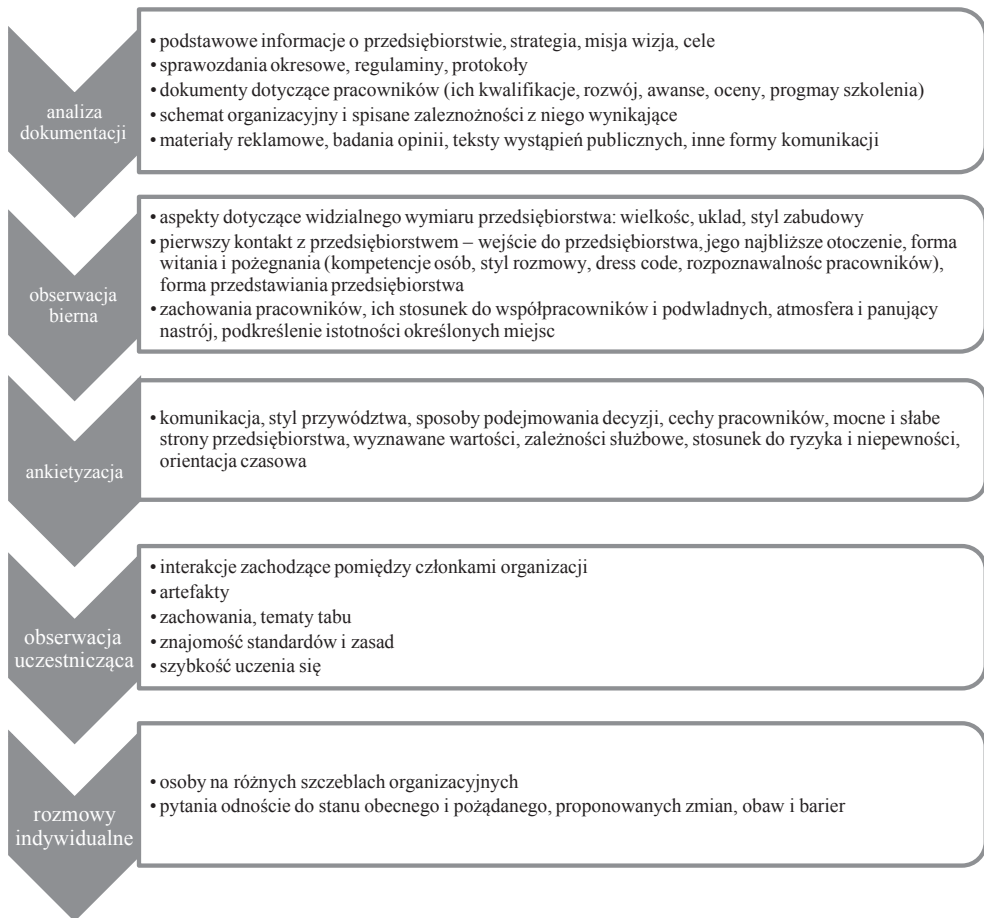 analiza
dokumentacji
• podstawowe informacje o przedsiębiorstwie, strategia, misja wizja, cele
• sprawozdania okresowe, regulaminy, protokoły
• dokumenty dotyczące pracowników (ich kwalifikacje, rozwój, awanse, oceny, progmay szkolenia)
• schemat organizacyjny i spisane zaleznożności z niego wynikające
• materiały reklamowe, badania opinii, teksty wystąpień publicznych, inne formy komunikacji
obserwacja
bierna
• aspekty dotyczące widzialnego wymiaru przedsiębiorstwa: wielkośc, uklad, styl zabudowy
• pierwszy kontakt z przedsiębiorstwem – wejście do przedsiębiorstwa, jego najbliższe otoczenie, forma
witania i pożegnania (kompetencje osób, styl rozmowy, dress code, rozpoznawalnośc pracowników),
forma przedstawiania przedsiębiorstwa
• zachowania pracowników, ich stosunek do współpracowników i podwladnych, atmosfera i panujący
nastrój, podkreślenie istotności określonych miejsc
ankietyzacja
• komunikacja, styl przywództwa, sposoby podejmowania decyzji, cechy pracowników, mocne i słabe
strony przedsiębiorstwa, wyznawane wartości, zależności służbowe, stosunek do ryzyka i niepewności,
orientacja czasowa
obserwacja
uczestnicząca
• interakcje zachodzące pomiędzy członkami organizacji
• artefakty
• zachowania, tematy tabu
• znajomość standardów i zasad
• szybkość uczenia się
rozmowy
indywidualne
• osoby na różnych szczeblach organizacyjnych
• pytania odnoście do stanu obecnego i pożądanego, proponowanych zmian, obaw i barier